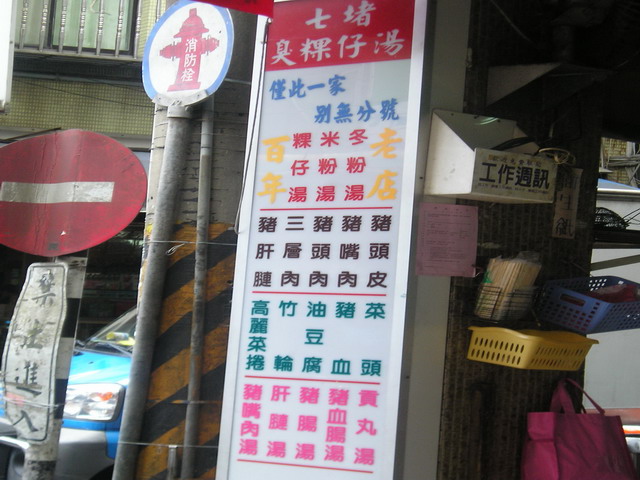 七堵
臭粿仔湯
僅此一家
別無分號
百年老店
冬粉湯
米粉湯
粿仔湯
豬頭皮
豬嘴肉
豬頭肉
三層肉
豬肝腱
菜頭
豬血
油豆腐
竹輪
高麗菜捲
貢丸湯
豬血腸湯
豬腸湯
肝腱湯
豬嘴肉湯
消防栓
禁止進入
工作週訊